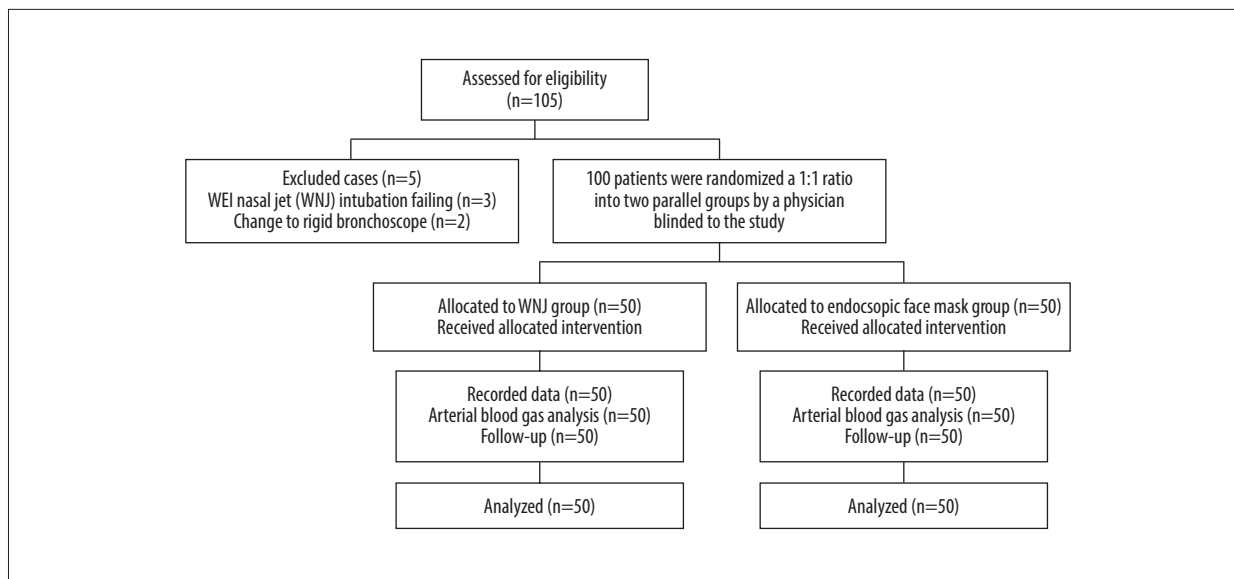 Assessed for eligibility
(n=105)
Excluded cases (n=5)
WEI nasal jet (WNJ) intubation failing (n=3)
Change to rigid bronchoscope (n=2)
100 patients were randomized a 1:1 ratio
into two parallel groups by a physician
blinded to the study
Allocated to WNJ group (n=50)
Received allocated intervention
Allocated to endocsopic face mask group (n=50)
Received allocated intervention
Recorded data (n=50)
Arterial blood gas analysis (n=50)
Follow-up (n=50)
Recorded data (n=50)
Arterial blood gas analysis (n=50)
Follow-up (n=50)
Analyzed (n=50)
Analyzed (n=50)